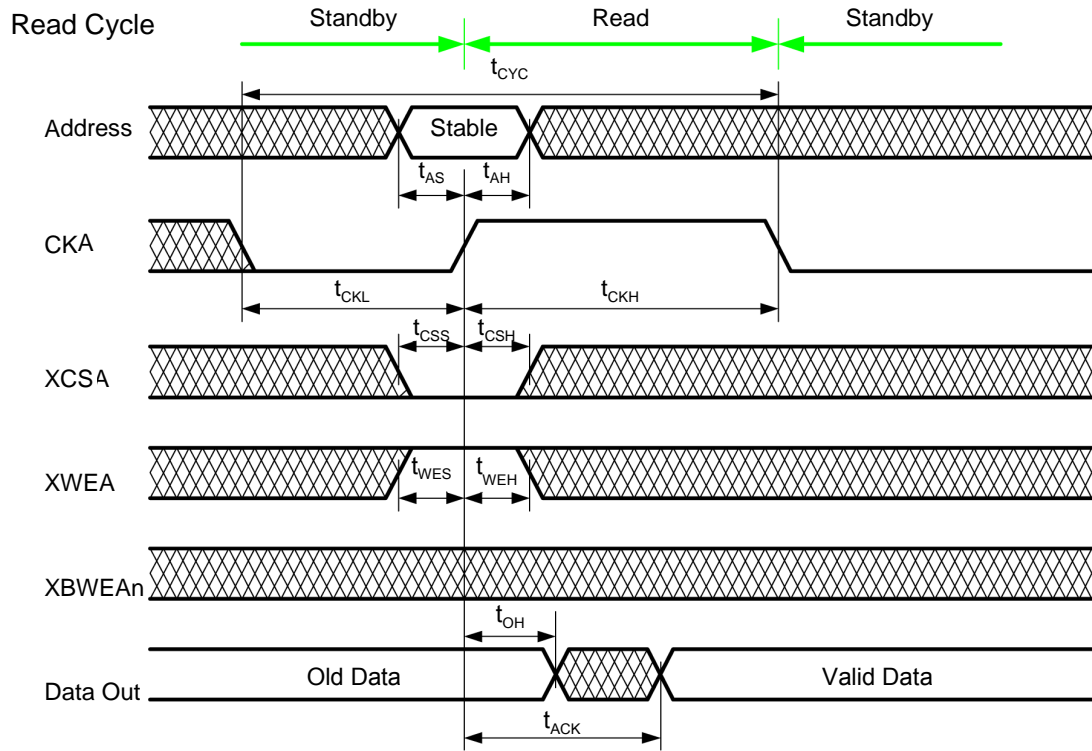 Read Cycle
Standby Read Standby
tCYC
Address Stable
tAS tAH
CKA
tCKL tCKH
tCSS tCSH
XCSA
XWEA tWES tWEH
XBWEAn
tOH
Data Out Old Data Valid Data
tACK